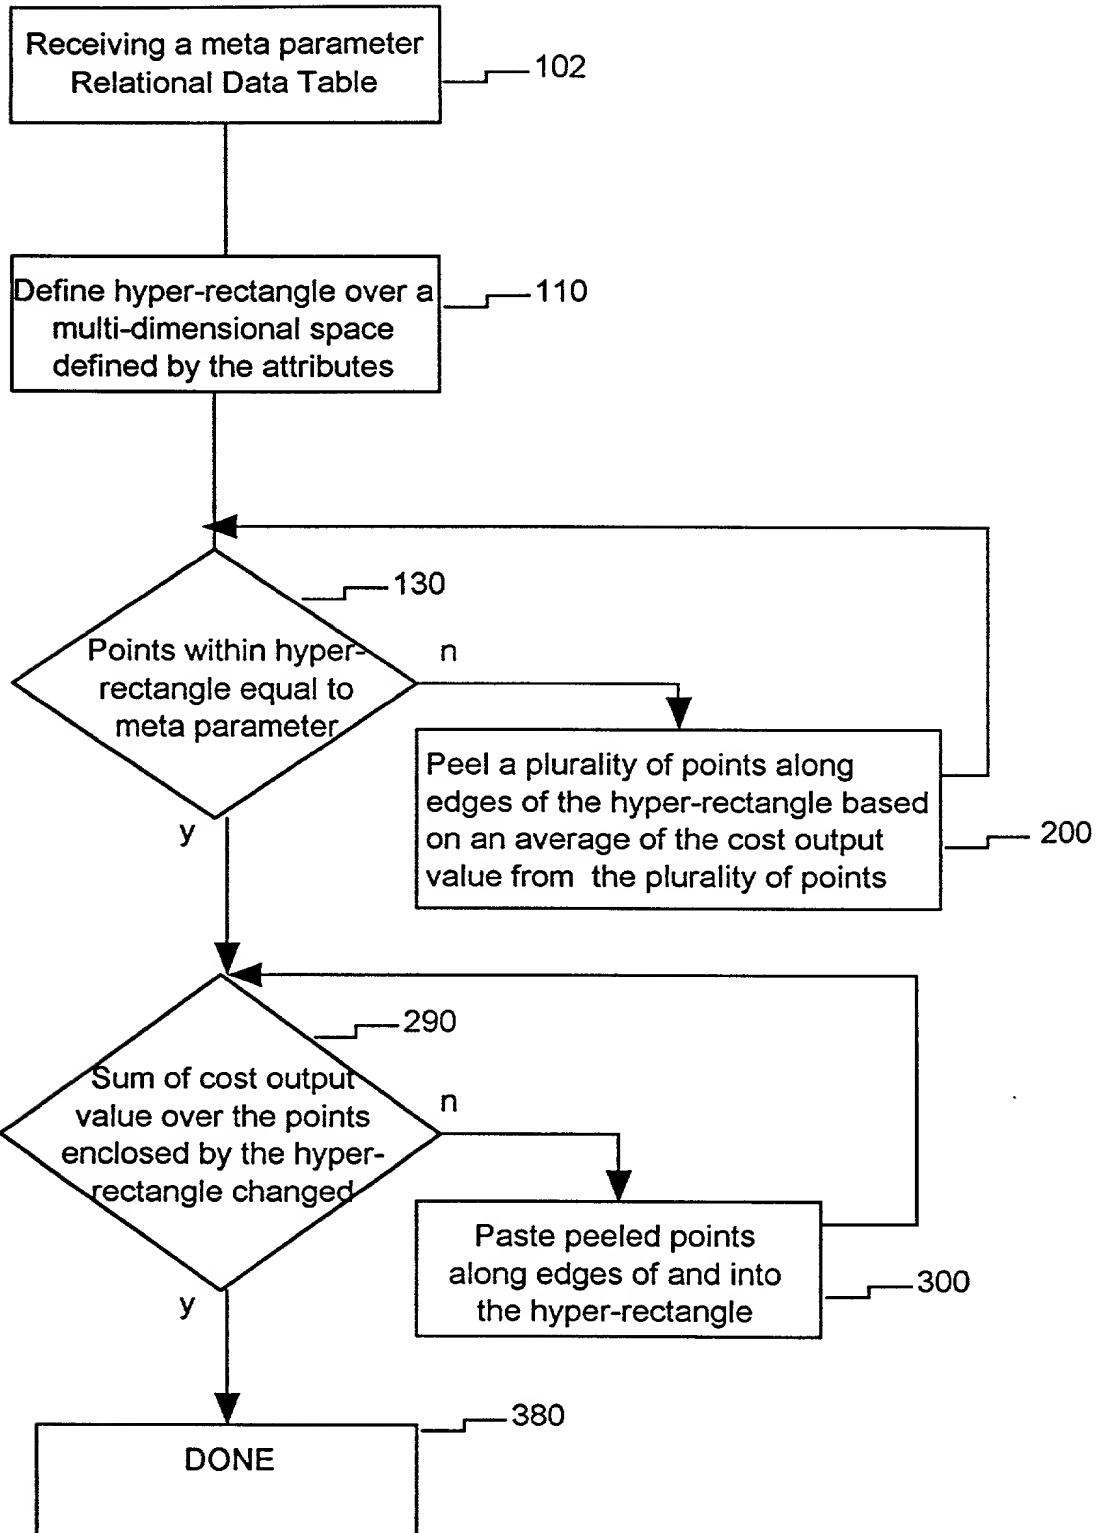 Receiving a meta parameter
Relational Data Table
102
Define hyper-rectangle over a
multi-dimensional space
defined by the attributes
110
130
Points within hyper-
rectangle equal to
meta parameter
n
y
Peel a plurality of points along
edges of the hyper-rectangle based
on an average of the cost output
value from the plurality of points
200
290
Sum of cost output
value over the points
enclosed by the hyper-
rectangle changed
n
y
Paste peeled points
along edges of and into
the hyper-rectangle
300
380
DONE